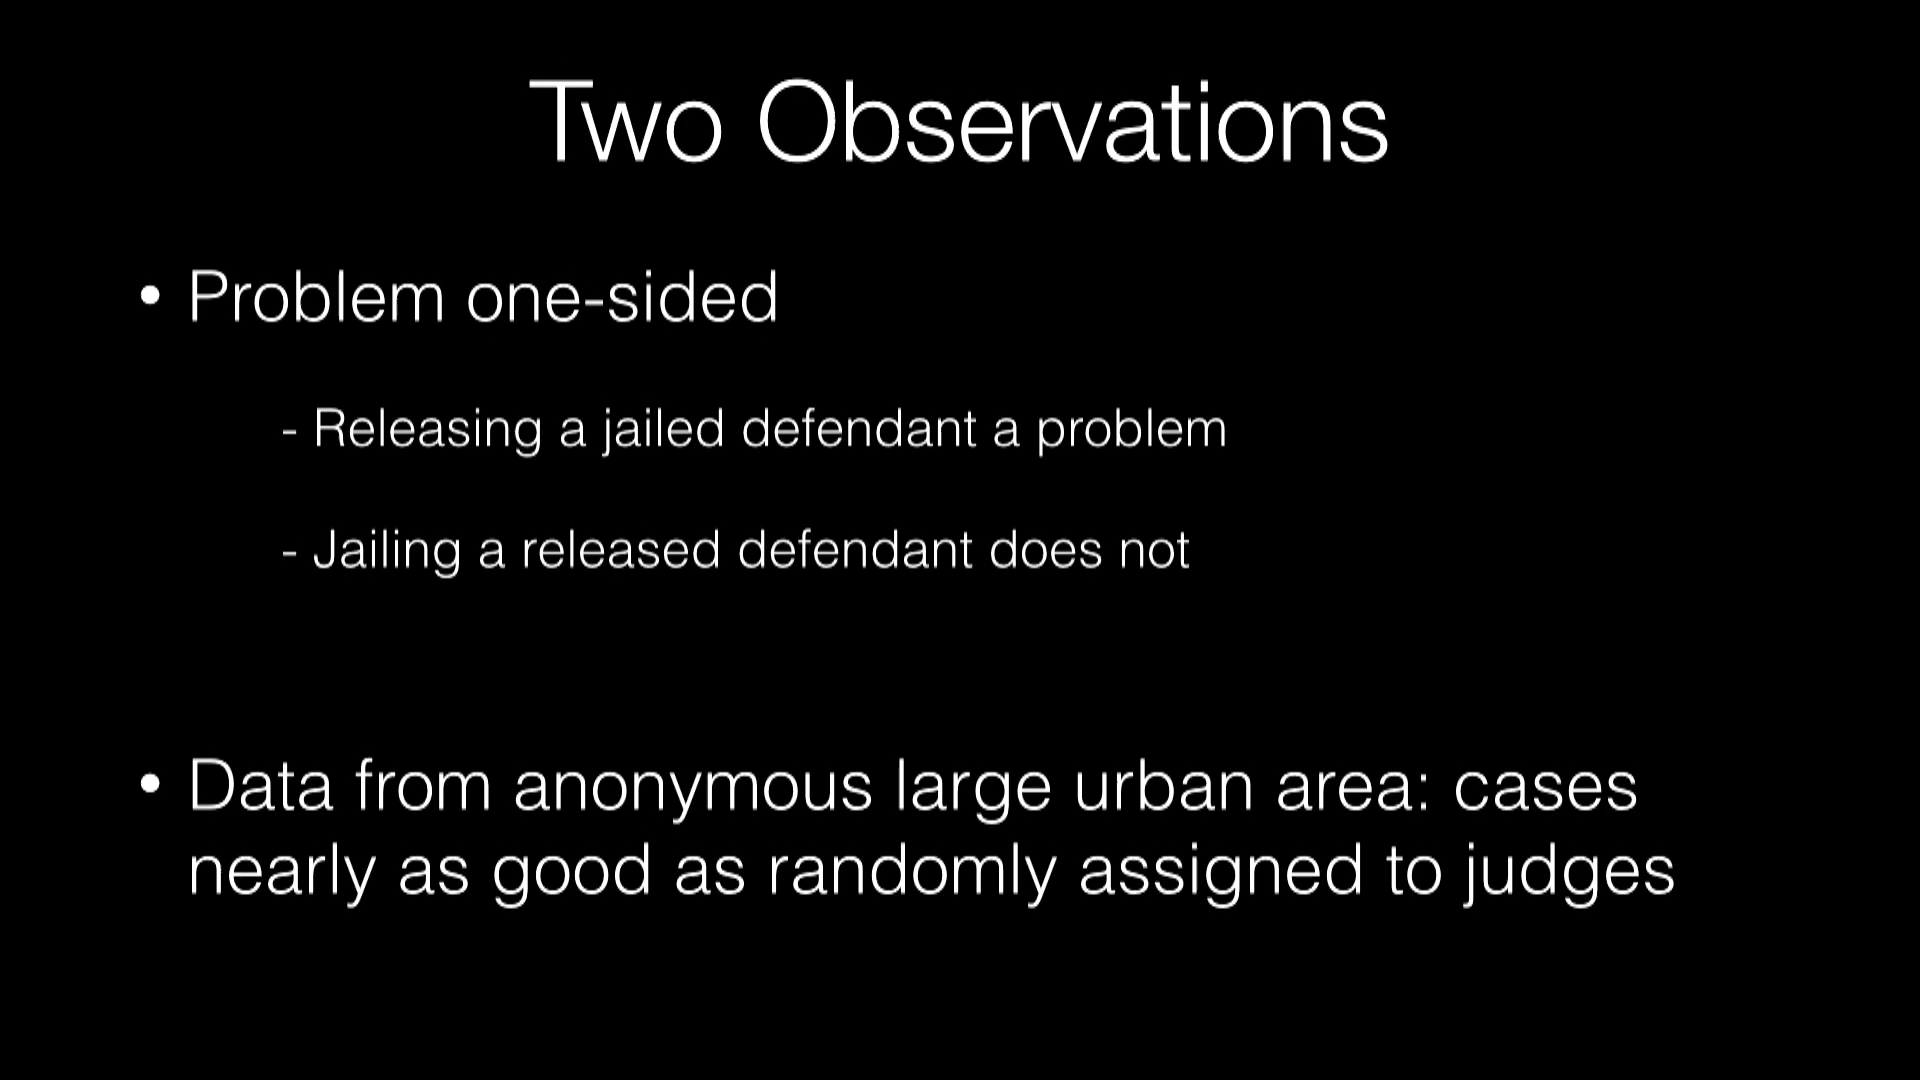 Two Observations
• Problem one-sided
- Releasing a jailed defendant a problem
- Jailing a released defendant does not
• Data from anonymous large urban area: cases
nearly as good as randomly assigned to judges